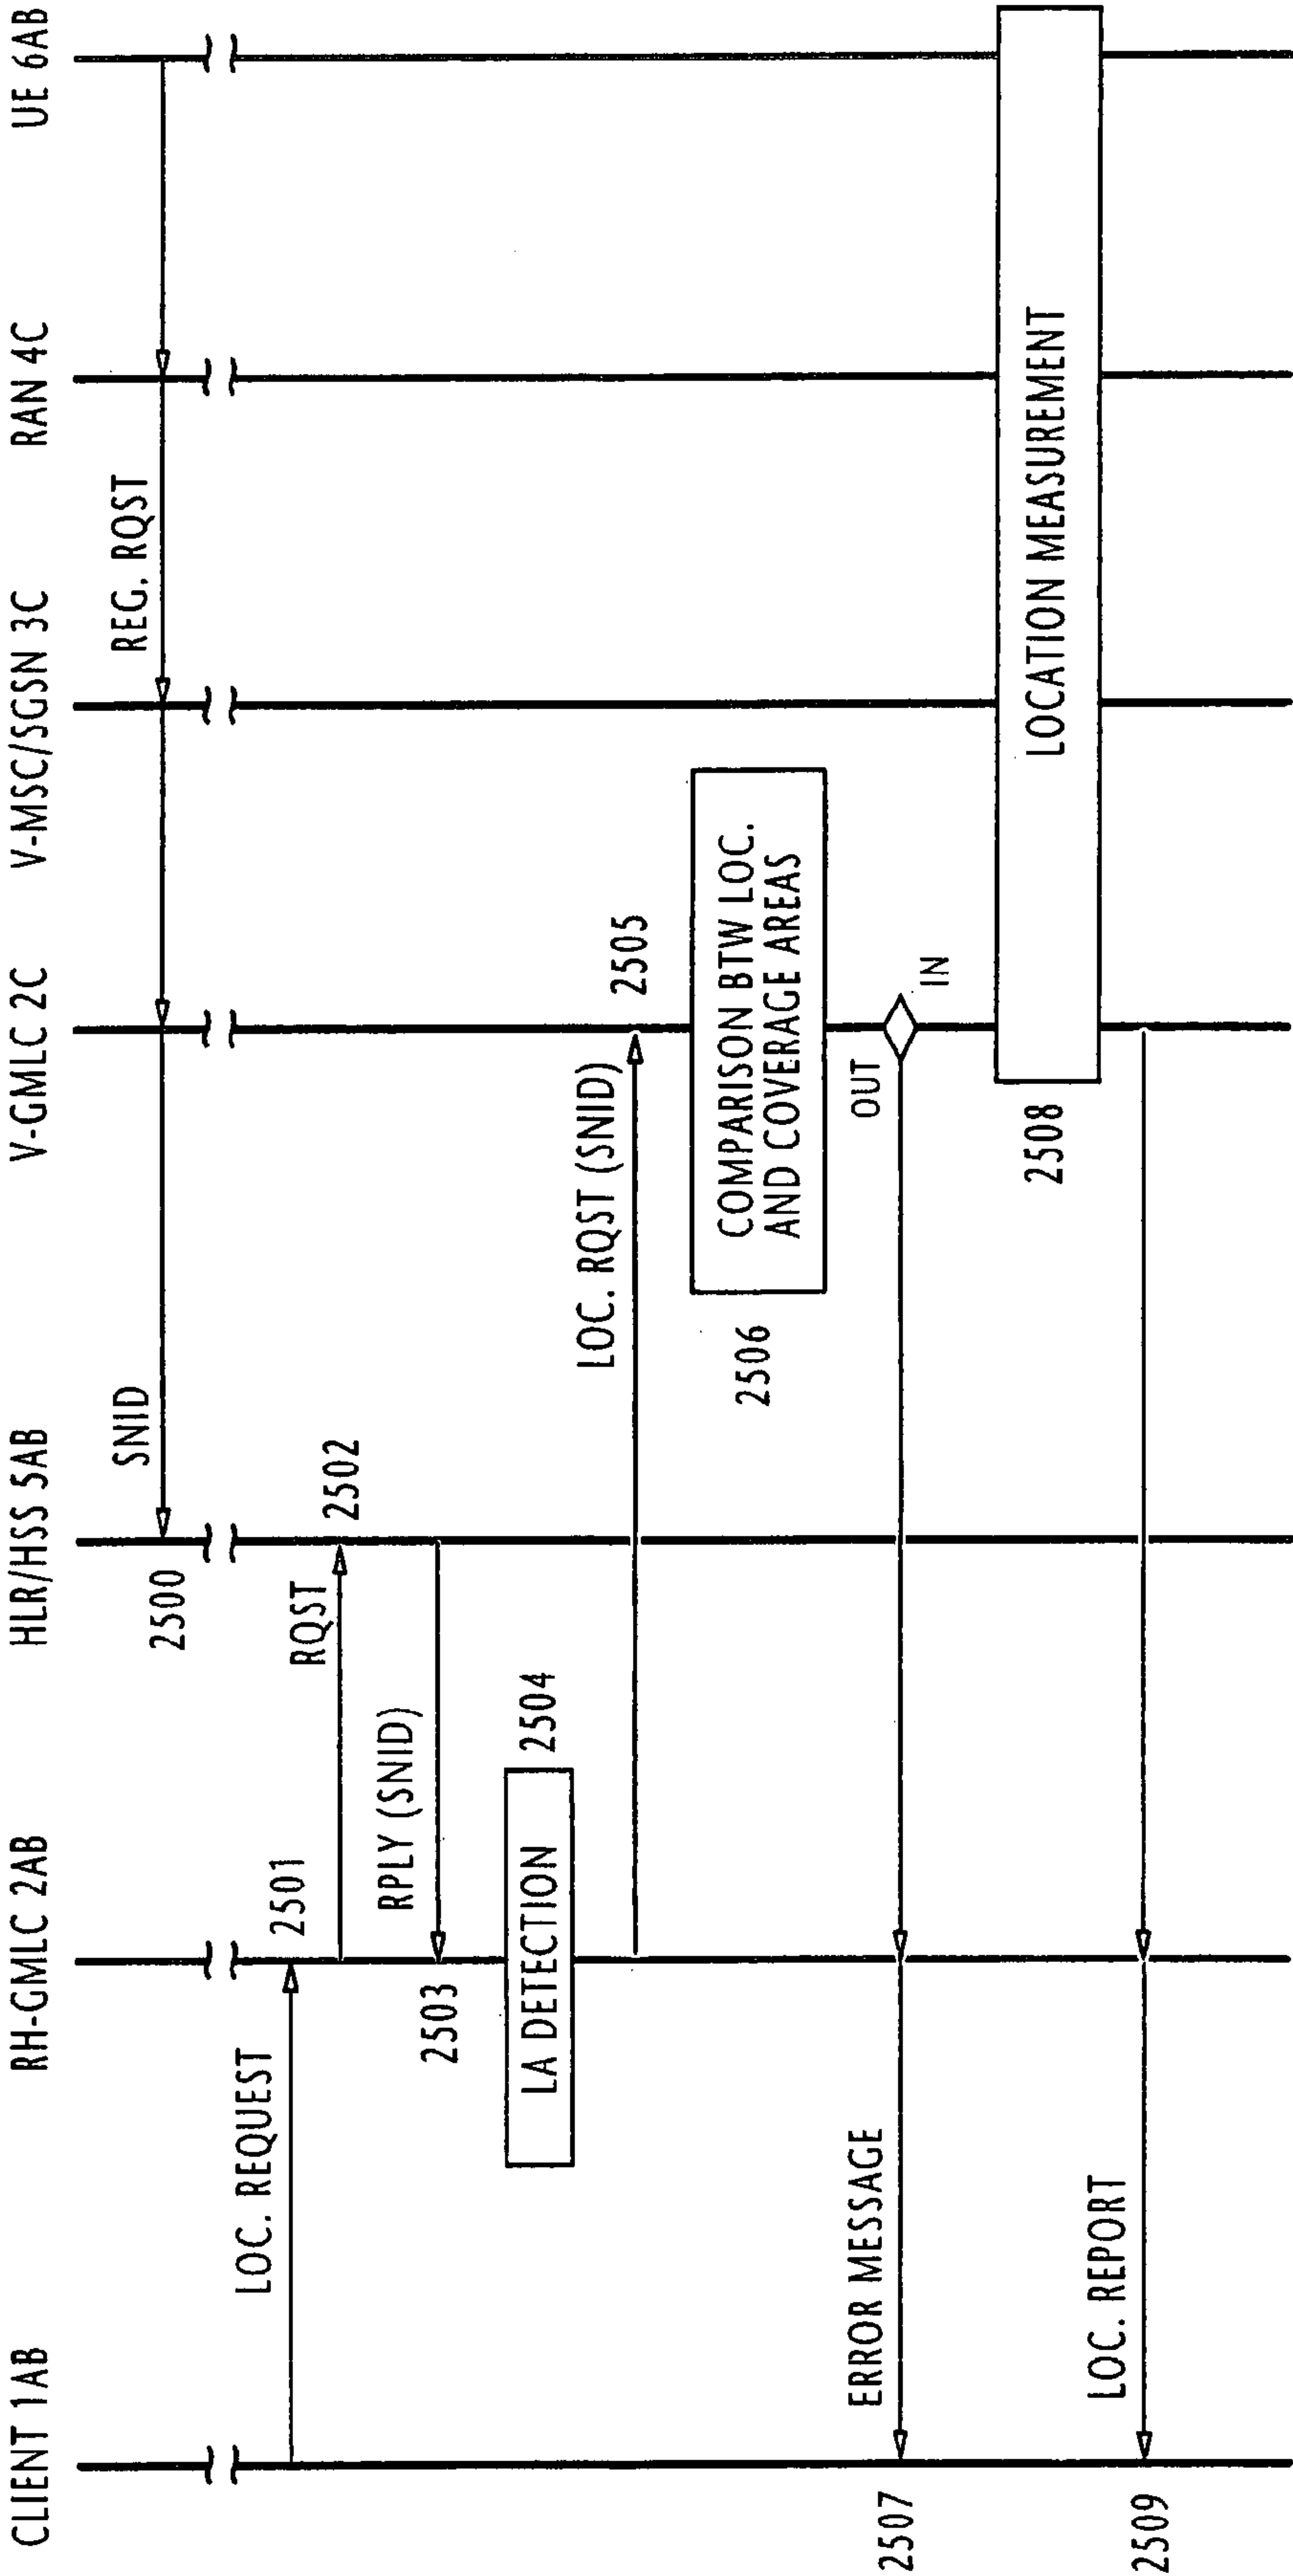 CLIENT 1AB
RH-GMLC 2AB
HLR/HSS 5AB
V-GMLC 2C
V-MSC/SGSN 3C
RAN 4C
UE 6AB
SNID
REG. RQST
2500
LOC. REQUEST
2501
RQST
2502
RPLY (SNID)
2503
LA DETECTION
2504
LOC. RQST (SNID)
2505
COMPARISON BTW LOC.
AND COVERAGE AREAS
2506
OUT
IN
ERROR MESSAGE
2507
LOCATION MEASUREMENT
2508
LOC. REPORT
2509